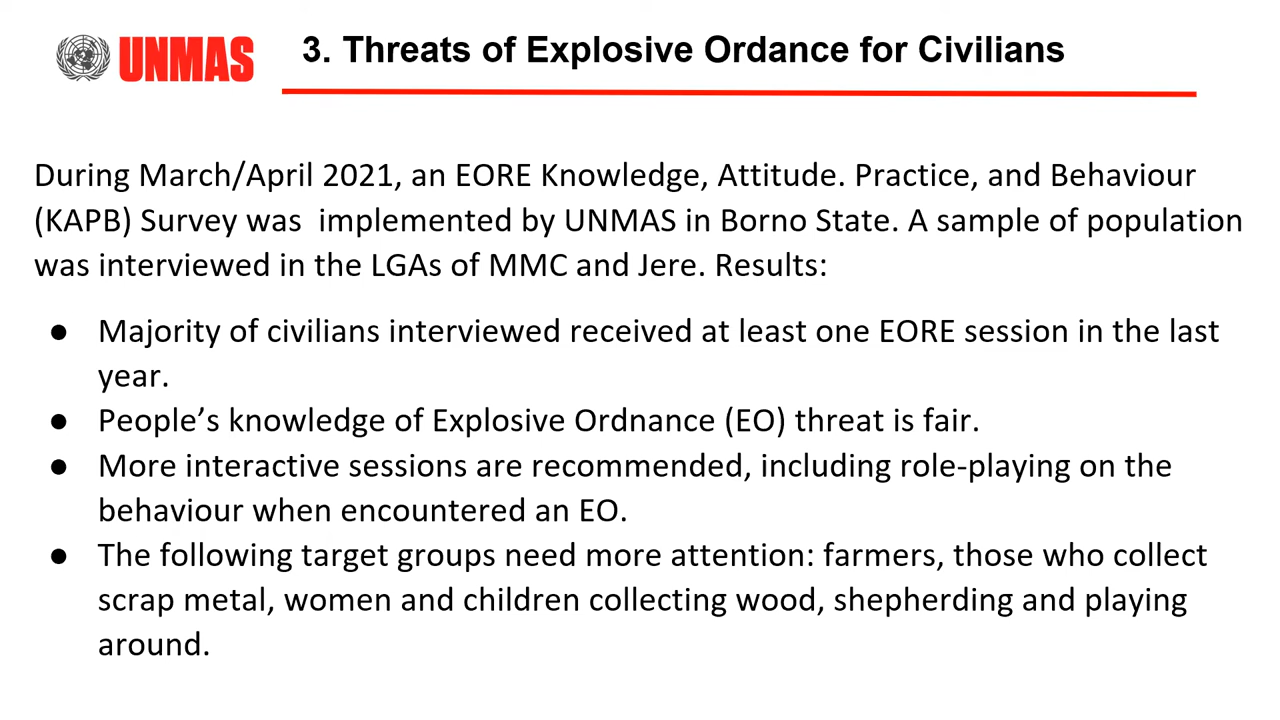 UNMAS
3. Threats of Explosive Ordance for Civilians
During March/April 2021, an EORE Knowledge, Attitude. Practice, and Behaviour
(KAPB) Survey was  implemented by UNMAS in Borno State. A sample of population
was interviewed in the LGAs of MMC and Jere. Results:
● Majority of civilians interviewed received at least one EORE session in the last
year.
● People’s knowledge of Explosive Ordnance (EO) threat is fair.
● More interactive sessions are recommended, including role-playing on the
behaviour when encountered an EO.
● The following target groups need more attention: farmers, those who collect
scrap metal, women and children collecting wood, shepherding and playing
around.